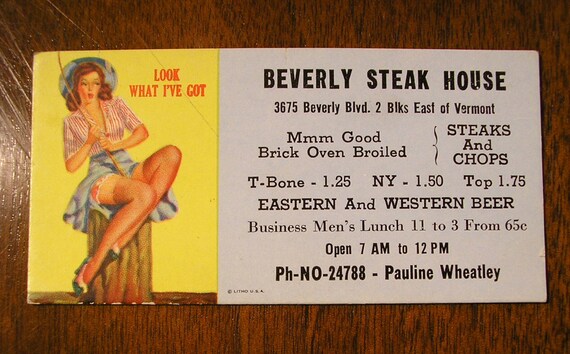 LOOK
WHAT I'VE GOT
BEVERLY STEAK HOUSE
3675 Beverly Blvd. 2 Blks East of Vermont
Mmm Good
Brick Oven Broiled
STEAKS
And
CHOPS
T-Bone - 1.25 NY - 1.50 Top 1.75
EASTERN And WESTERN BEER
Business Men's Lunch 11 to 3 From 65c
Open 7 AM to 12 PM
Ph-NO-24788 - Pauline Wheatley
© LITHO U.S.A.